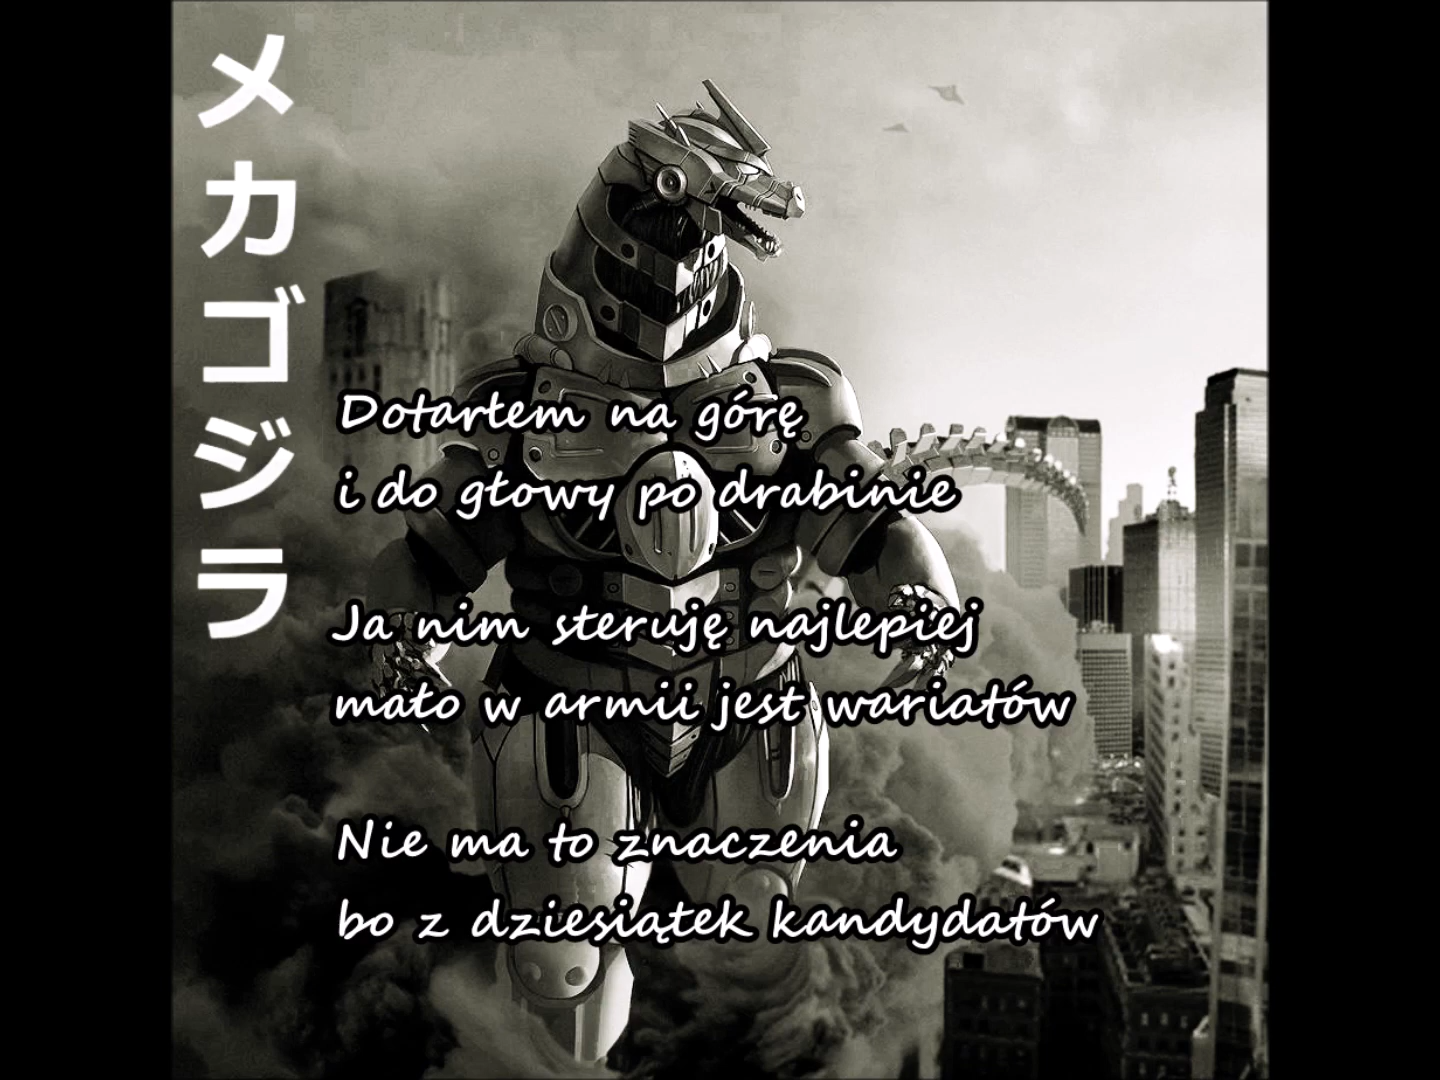 メカゴジラ
Dotarłem na górę
i do głowy po drabinie
Ja nim steruję najlepiej
mało w armii jest wariatów
Nie ma to znaczenia
bo z dziesiątek kandydatów